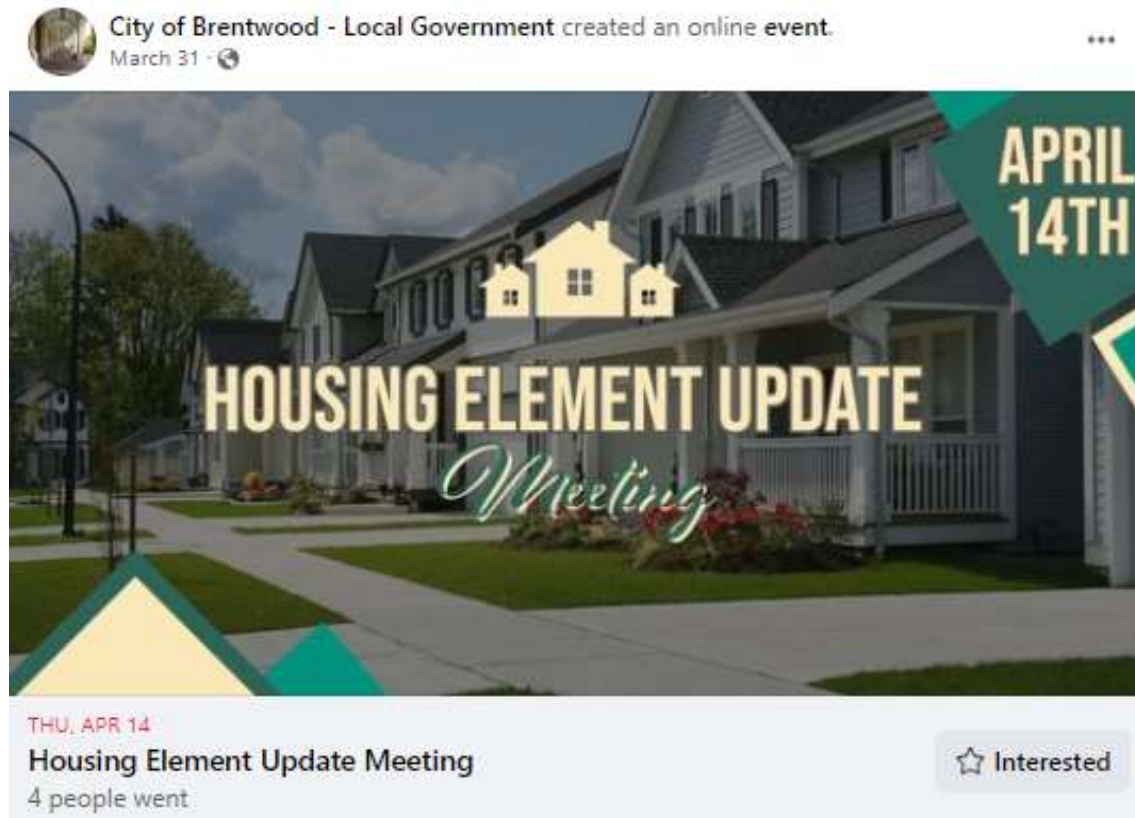 City of Brentwood - Local Government created an online event.
March 31 ·
APRIL
14TH
HOUSING ELEMENT UPDATE
Meeting
THU, APR 14
Housing Element Update Meeting
Interested
4 people went